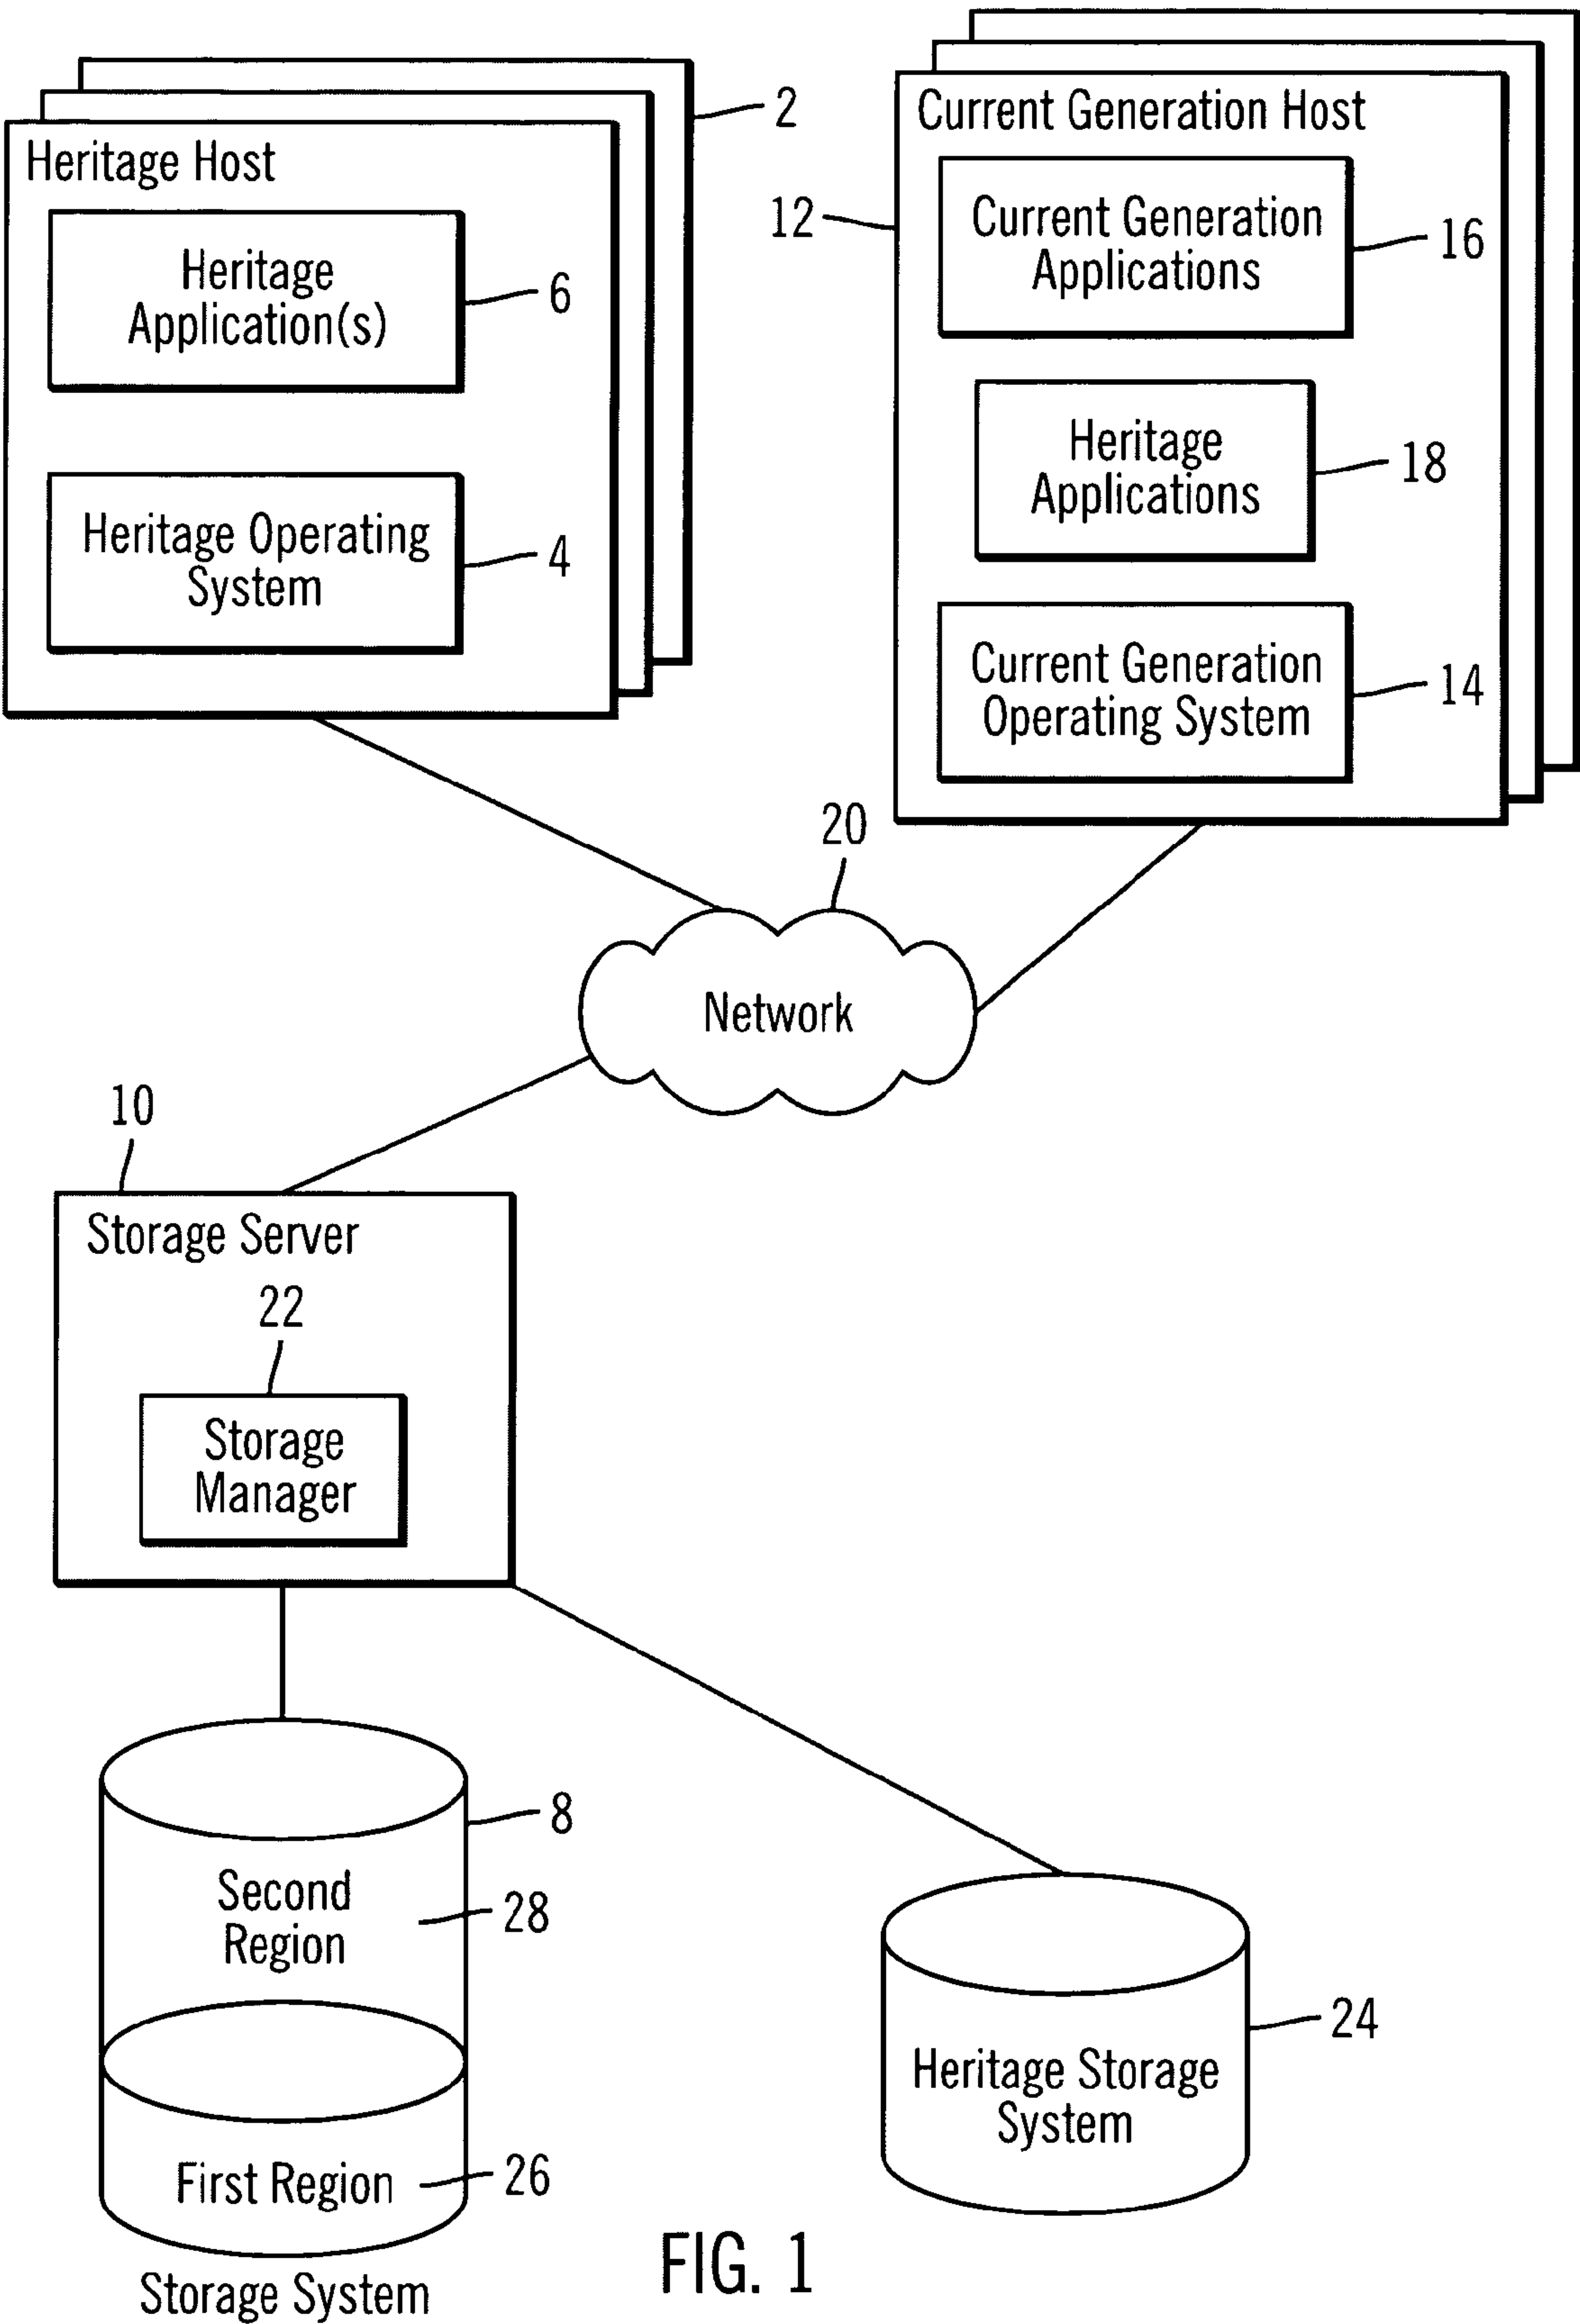 Heritage Host
2
Heritage
Application(s)
6
Heritage Operating
System
4
Current Generation Host
12
Current Generation
Applications
16
Heritage
Applications
18
Current Generation
Operating System
14
20
Network
10
Storage Server
22
Storage
Manager
8
Second
Region
28
First Region
26
Storage System
Heritage Storage
System
24
FIG. 1